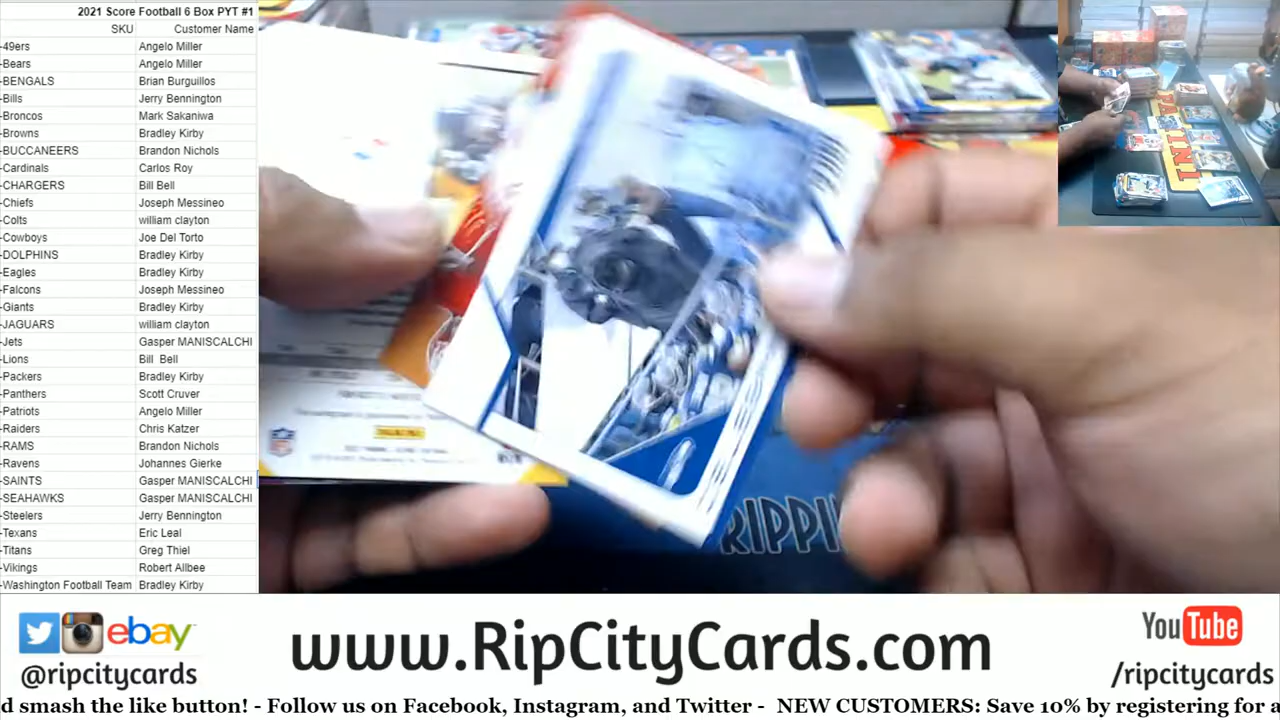 2021 Score Football 6 Box PYT #1
SKU Customer Name
-49ers Angelo Miller
-Bears Angelo Miller
-BENGALS Brian Burguillos
-Bills Jerry Bennington
-Broncos Mark Sakaniwa
-Browns Bradley Kirby
-BUCCANEERS Brandon Nichols
-Cardinals Carlos Roy
-CHARGERS Bill Bell
-Chiefs Joseph Messineo
-Colts william clayton
-Cowboys Joe Del Torto
-DOLPHINS Bradley Kirby
-Eagles Bradley Kirby
-Falcons Joseph Messineo
-Giants Bradley Kirby
-JAGUARS william clayton
-Jets Gasper MANISCALCHI
-Lions Bill Bell
-Packers Bradley Kirby
-Panthers Scott Cruver
-Patriots Angelo Miller
-Raiders Chris Katzer
-RAMS Brandon Nichols
-Ravens Johannes Gierke
-SAINTS Gasper MANISCALCHI
-SEAHAWKS Gasper MANISCALCHI
-Steelers Jerry Bennington
-Texans Eric Leal
-Titans Greg Thiel
-Vikings Robert Allbee
-Washington Football Team Bradley Kirby
PANINI
RIPPI
ebay
@ripcitycards
www.RipCityCards.com
YouTube
/ripcitycards
d smash the like button! - Follow us on Facebook, Instagram, and Twitter - NEW CUSTOMERS: Save 10% by registering for a